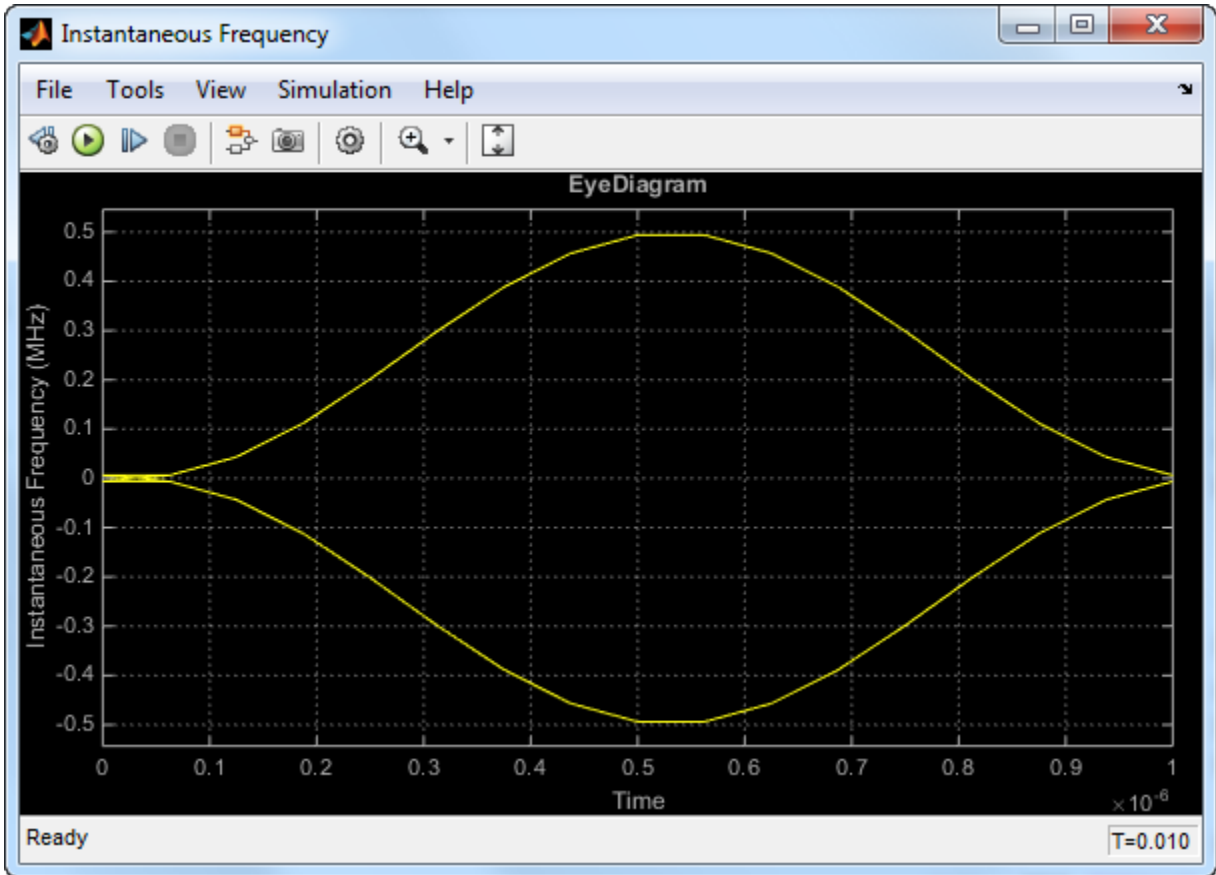 Instantaneous Frequency
File Tools View Simulation Help
EyeDiagram
Instantaneous Frequency (MHz)
0.5
0.4
0.3
0.2
0.1
0
-0.1
-0.2
-0.3
-0.4
-0.5
0 0.1 0.2 0.3 0.4 0.5 0.6 0.7 0.8 0.9 1
Time
×10^-6
Ready T=0.010